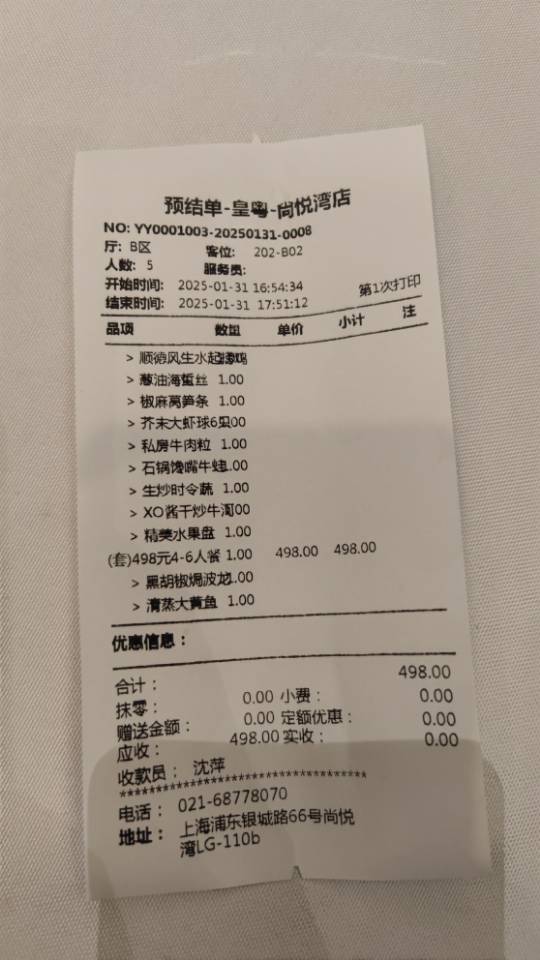 预结单-皇粤-尚悦湾店
NO: YY0001003-20250131-0008
厅: B区 客位: 202-B02
人数: 5 服务员:
开始时间: 2025-01-31 16:54:34 第1次打印
结束时间: 2025-01-31 17:51:12
品项 数量 单价 小计 注
> 顺德风生水起
> 葱油海蜇丝 1.00
> 椒麻莴笋条 1.00
> 芥末大虾球6只00
> 私房牛肉粒 1.00
> 石锅馋嘴牛蛙1.00
> 生炒时令蔬 1.00
> XO酱干炒牛河00
> 精美水果盘 1.00
(套)498元4-6人餐 1.00 498.00 498.00
> 黑胡椒焗波龙1.00
> 清蒸大黄鱼 1.00
优惠信息:
合计: 498.00
抹零: 0.00 小费: 0.00
赠送金额: 0.00 定额优惠: 0.00
应收: 498.00 实收: 0.00
收款员: 沈萍
**********************************
电话: 021-68778070
地址: 上海浦东银城路66号尚悦
湾LG-110b